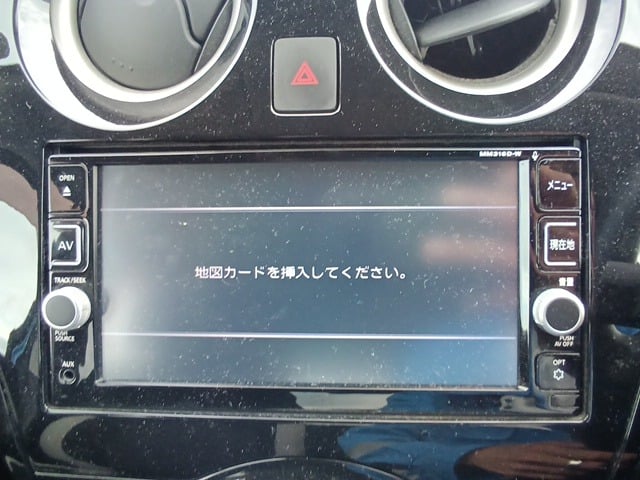 MM316D-W
OPEN
メニュー
AV
現在地
地図カードを挿入してください。
TRACK/SEEK
音量
PUSH
SOURCE
PUSH
AV OFF
AUX
OPT